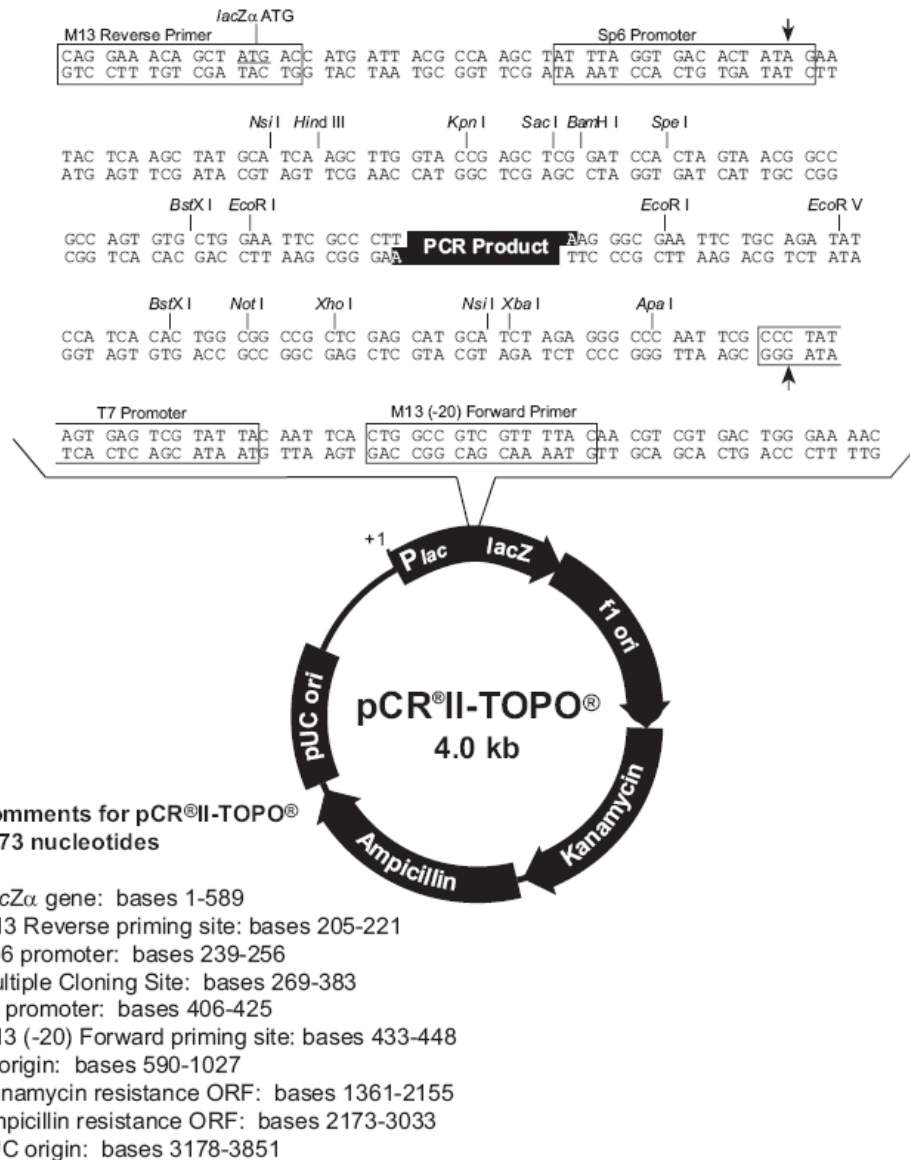 lacZα ATG
M13 Reverse Primer
Sp6 Promoter
CAG GAA ACA GCT ATG ACC ATG ATT ACG CCA AGC TAT TTA GGT GAC ACT ATA GAA
GTC CTT TGT CGA TAC TGG TAC TAA TGC GGT TCG ATA AAT CCA CTG TGA TAT CTT
Nsi I Hind III Kpn I Sac I BamH I Spe I
TAC TCA AGC TAT GCA TCA AGC TTG GTA CCG AGC TCG GAT CCA CTA GTA ACG GCC
ATG AGT TCG ATA CGT AGT TCG AAC CAT GGC TCG AGC CTA GGT GAT CAT TGC CGG
BstX I EcoR I EcoR I EcoR V
GCC AGT GTG CTG GAA TTC GCC CTT PCR Product AAG GGC GAA TTC TGC AGA TAT
CGG TCA CAC GAC CTT AAG CGG GAA TTC CCG CTT AAG ACG TCT ATA
BstX I Not I Xho I Nsi I Xba I Apa I
CCA TCA CAC TGG CGG CCG CTC GAG CAT GCA TCT AGA GGG CCC AAT TCG CCC TAT
GGT AGT GTG ACC GCC GGC GAG CTC GTA CGT AGA TCT CCC GGG TTA AGC GGG ATA
T7 Promoter
M13 (-20) Forward Primer
AGT GAG TCG TAT TAC AAT TCA CTG GCC GTC GTT TTA CAA CGT CGT GAC TGG GAA AAC
TCA CTC AGC ATA ATG TTA AGT GAC CGG CAG CAA AAT GTT GCA GCA CTG ACC CTT TTG
+1
P lac
lacZ
f1 ori
Kanamycin
Ampicillin
pUC ori
pCR®II-TOPO®
4.0 kb
omments for pCR®II-TOPO®
73 nucleotides
cZα gene: bases 1-589
13 Reverse priming site: bases 205-221
6 promoter: bases 239-256
ultiple Cloning Site: bases 269-383
promoter: bases 406-425
13 (-20) Forward priming site: bases 433-448
origin: bases 590-1027
namycin resistance ORF: bases 1361-2155
mpicillin resistance ORF: bases 2173-3033
UC origin: bases 3178-3851